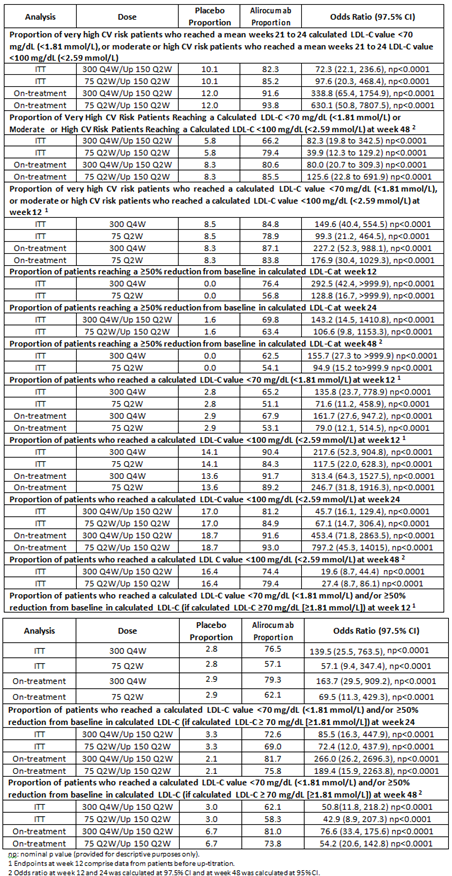 Analysis Dose Placebo Proportion Alirocumab Proportion Odds Ratio (97.5% CI)
Proportion of very high CV risk patients who reached a mean weeks 21 to 24 calculated LDL-C value <70
mg/dL (<1.81 mmol/L), or moderate or high CV risk patients who reached a mean weeks 21 to 24 LDL-C value
<100 mg/dL (<2.59 mmol/L)
ITT 300 Q4W/Up 150 Q2W 10.1 82.3 72.3 (22.1, 236.6), np<0.0001
ITT 75 Q2W/Up 150 Q2W 10.1 85.2 97.6 (20.3, 468.4), np<0.0001
On-treatment 300 Q4W/Up 150 Q2W 12.0 91.6 338.8 (65.4, 1754.9), np<0.0001
On-treatment 75 Q2W/Up 150 Q2W 12.0 93.8 630.1 (50.8, 7807.5), np<0.0001
Proportion of Very High CV Risk Patients Reaching a Calculated LDL-C <70 mg/dL (<1.81 mmol/L) or
Moderate or High CV Risk Patients Reaching a Calculated LDL-C <100 mg/dL (<2.59 mmol/L) at week 48 2
ITT 300 Q4W/Up 150 Q2W 5.8 66.2 82.3 (19.8 to 342.5) np<0.0001
ITT 75 Q2W/Up 150 Q2W 5.8 79.4 39.9 (12.3 to 129.2) np<0.0001
On-treatment 300 Q4W/Up 150 Q2W 8.3 80.6 80.0 (20.7 to 309.3) np<0.0001
On-treatment 75 Q2W/Up 150 Q2W 8.3 85.5 125.6 (22.8 to 691.9) np<0.0001
Proportion of very high CV risk patients who reached a calculated LDL-C value <70 mg/dL (<1.81 mmol/L),
or moderate or high CV risk patients who reached a calculated LDL-C value <100 mg/dL (<2.59 mmol/L) at
week 12 1
ITT 300 Q4W 8.5 84.8 149.6 (40.4, 554.5) np<0.0001
ITT 75 Q2W 8.5 78.9 99.3 (21.2, 464.5), np<0.0001
On-treatment 300 Q4W 8.3 87.1 227.2 (52.3, 988.1), np<0.0001
On-treatment 75 Q2W 8.3 83.8 176.9 (30.4, 1029.3), np<0.0001
Proportion of patients reaching a ≥50% reduction from baseline in calculated LDL-C at week 12
ITT 300 Q4W 0.0 76.4 292.5 (42.4, >999.9), np<0.0001
ITT 75 Q2W 0.0 56.8 128.8 (16.7, >999.9), np<0.0001
Proportion of patients reaching a ≥50% reduction from baseline in calculated LDL-C at week 24
ITT 300 Q4W/Up 150 Q2W 1.6 69.8 143.2 (14.5, 1410.8), np<0.0001
ITT 75 Q2W/Up 150 Q2W 1.6 63.4 106.6 (9.8, 1153.3), np<0.0001
Proportion of patients reaching a ≥50% reduction from baseline in calculated LDL-C at week 48 2
ITT 300 Q4W 0.0 62.5 155.7 (27.3 to >999.9) np<0.0001
ITT 75 Q2W 0.0 54.1 94.9 (15.2 to>999.9 np<0.0001
Proportion of patients who reached a calculated LDL-C value <70 mg/dL (<1.81 mmol/L) at week 12 1
ITT 300 Q4W 2.8 65.2 135.8 (23.7, 778.9), np<0.0001
ITT 75 Q2W 2.8 51.1 71.6 (11.2, 458.9), np<0.0001
On-treatment 300 Q4W 2.9 67.9 161.7 (27.6, 947.2), np<0.0001
On-treatment 75 Q2W 2.9 53.1 79.0 (12.1, 514.5), np<0.0001
Proportion of patients who reached a calculated LDL-C value <100 mg/dL (<2.59 mmol/L) at week 12 1
ITT 300 Q4W 14.1 90.4 217.6 (52.3, 904.8), np<0.0001
ITT 75 Q2W 14.1 84.3 117.5 (22.0, 628.3), np<0.0001
On-treatment 300 Q4W 13.6 91.7 313.4 (64.3, 1527.5), np<0.0001
On-treatment 75 Q2W 13.6 89.2 246.7 (31.8, 1916.3), np<0.0001
Proportion of patients who reached a calculated LDL-C value <100 mg/dL (<2.59 mmol/L) at week 24
ITT 300 Q4W/Up 150 Q2W 17.0 81.2 45.7 (16.1, 129.4), np<0.0001
ITT 75 Q2W/Up 150 Q2W 17.0 84.9 67.1 (14.7, 306.4), np<0.0001
On-treatment 300 Q4W/Up 150 Q2W 18.7 91.6 453.4 (71.8, 2863.5), np<0.0001
On-treatment 75 Q2W/Up 150 Q2W 18.7 93.0 797.2 (45.3, 14015), np<0.0001
Proportion of patients who reached a calculated LDL C value <100 mg/dL (<2.59 mmol/L) at week 48 2
ITT 300 Q4W/Up 150 Q2W 16.4 74.4 19.6 (8.7, 44.4), np<0.0001
ITT 75 Q2W/Up 150 Q2W 16.4 79.4 27.4 (8.7, 86.1), np<0.0001
Proportion of patients who reached a calculated LDL-C value <70 mg/dL (<1.81 mmol/L) and/or ≥50%
reduction from baseline in calculated LDL-C (if calculated LDL-C ≥70 mg/dL [≥1.81 mmol/L]) at week 12 1
Analysis Dose Placebo Proportion Alirocumab Proportion Odds Ratio (97.5% CI)
ITT 300 Q4W 2.8 76.5 139.5 (25.5, 763.5), np<0.0001
ITT 75 Q2W 2.8 57.1 57.1 (9.4, 347.4), np<0.0001
On-treatment 300 Q4W 2.9 79.3 163.7 (29.5, 909.2), np<0.0001
On-treatment 75 Q2W 2.9 62.1 69.5 (11.3, 429.3), np<0.0001
Proportion of patients who reached a calculated LDL-C value <70 mg/dL (<1.81 mmol/L) and/or ≥50%
reduction from baseline in calculated LDL-C (if calculated LDL-C ≥ 70 mg/dL [≥1.81 mmol/L]) at week 24
ITT 300 Q4W/Up 150 Q2W 3.3 72.6 85.5 (16.3, 447.9), np<0.0001
ITT 75 Q2W/Up 150 Q2W 3.3 69.0 72.4 (12.0, 437.9), np<0.0001
On-treatment 300 Q4W/Up 150 Q2W 2.1 81.7 266.0 (26.2, 2696.3), np<0.0001
On-treatment 75 Q2W/Up 150 Q2W 2.1 75.8 189.4 (15.9, 2263.8), np<0.0001
Proportion of patients who reached a calculated LDL-C value <70 mg/dL (<1.81 mmol/L) and/or ≥50%
reduction from baseline in calculated LDL-C (if calculated LDL-C ≥ 70 mg/dL [≥1.81 mmol/L]) at week 48 2
ITT 300 Q4W/Up 150 Q2W 3.0 62.1 50.8(11.8, 218.2) np<0.0001
ITT 75 Q2W/Up 150 Q2W 3.0 58.3 42.9 (8.9, 207.3) np<0.0001
On-treatment 300 Q4W/Up 150 Q2W 6.7 81.0 76.6 (33.4, 175.6) np<0.0001
On-treatment 75 Q2W/Up 150 Q2W 6.7 73.8 54.2 (20.6, 142.8) np<0.0001
np: nominal p value (provided for descriptive purposes only).
1 Endpoints at week 12 comprise data from patients before up-titration.
2 Odds ratio at week 12 and 24 was calculated at 97.5% CI and at week 48 was calculated at 95% CI.